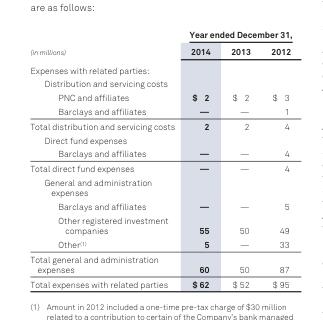 are as follows:
Year ended December 31,
(in millions) 2014 2013 2012
Expenses with related parties:
Distribution and servicing costs
PNC and affiliates $ 2 $ 2 $ 3
Barclays and affiliates — — 1
Total distribution and servicing costs 2 2 4
Direct fund expenses
Barclays and affiliates — — 4
Total direct fund expenses — — 4
General and administration
expenses
Barclays and affiliates — — 5
Other registered investment
companies 55 50 49
Other(1) 5 — 33
Total general and administration
expenses 60 50 87
Total expenses with related parties $ 62 $ 52 $ 95
(1) Amount in 2012 included a one-time pre-tax charge of $30 million
related to a contribution to certain of the Company's bank managed